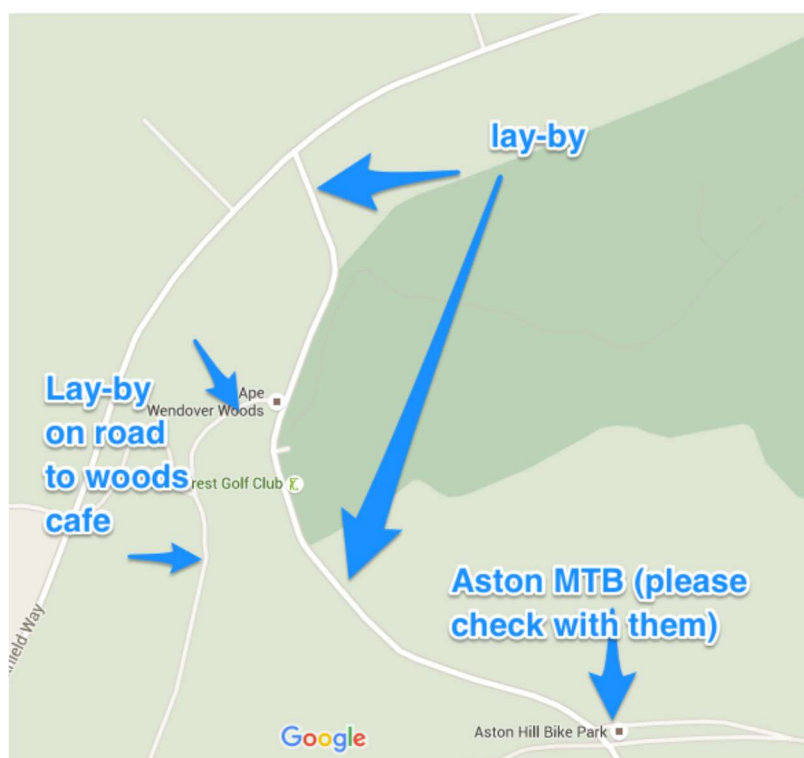 lay-by
Ape
Wendover Woods
Lay-by
on road
to woods
cafe
rest Golf Club
Aston MTB (please
check with them)
nield Way
Google
Aston Hill Bike Park